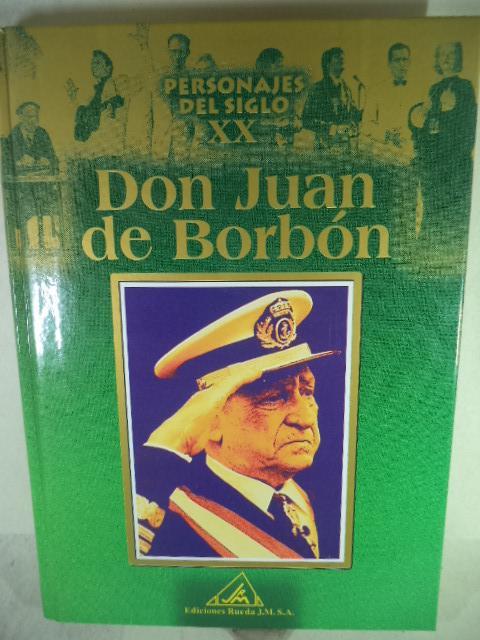 PERSONAJES
DEL SIGLO
XX
Don Juan
de Borbón
Ediciones Rueda J.M. S.A.